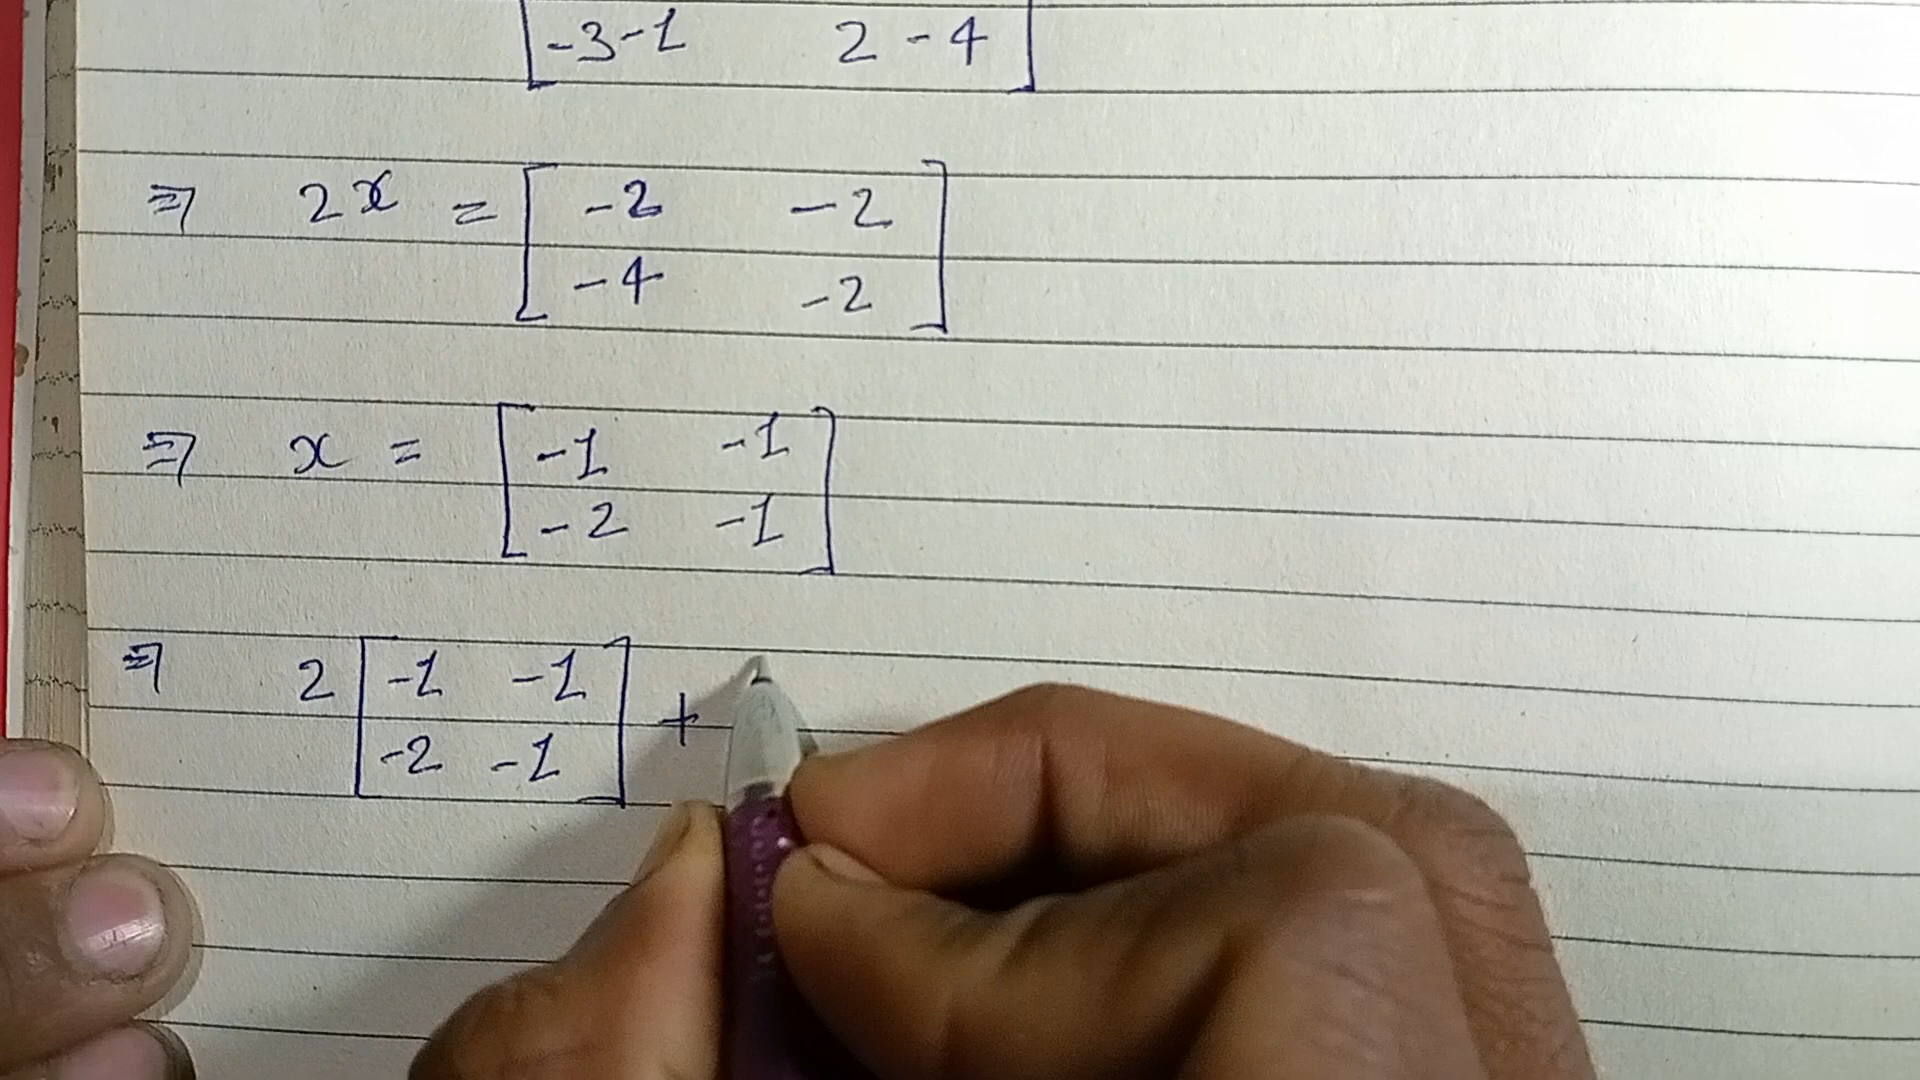 -3-1 2-4
⇒ 2x = [ -2 -2
-4 -2 ]
⇒ x = [ -1 -1
-2 -1 ]
⇒ 2 [ -1 -1 ] +
-2 -1